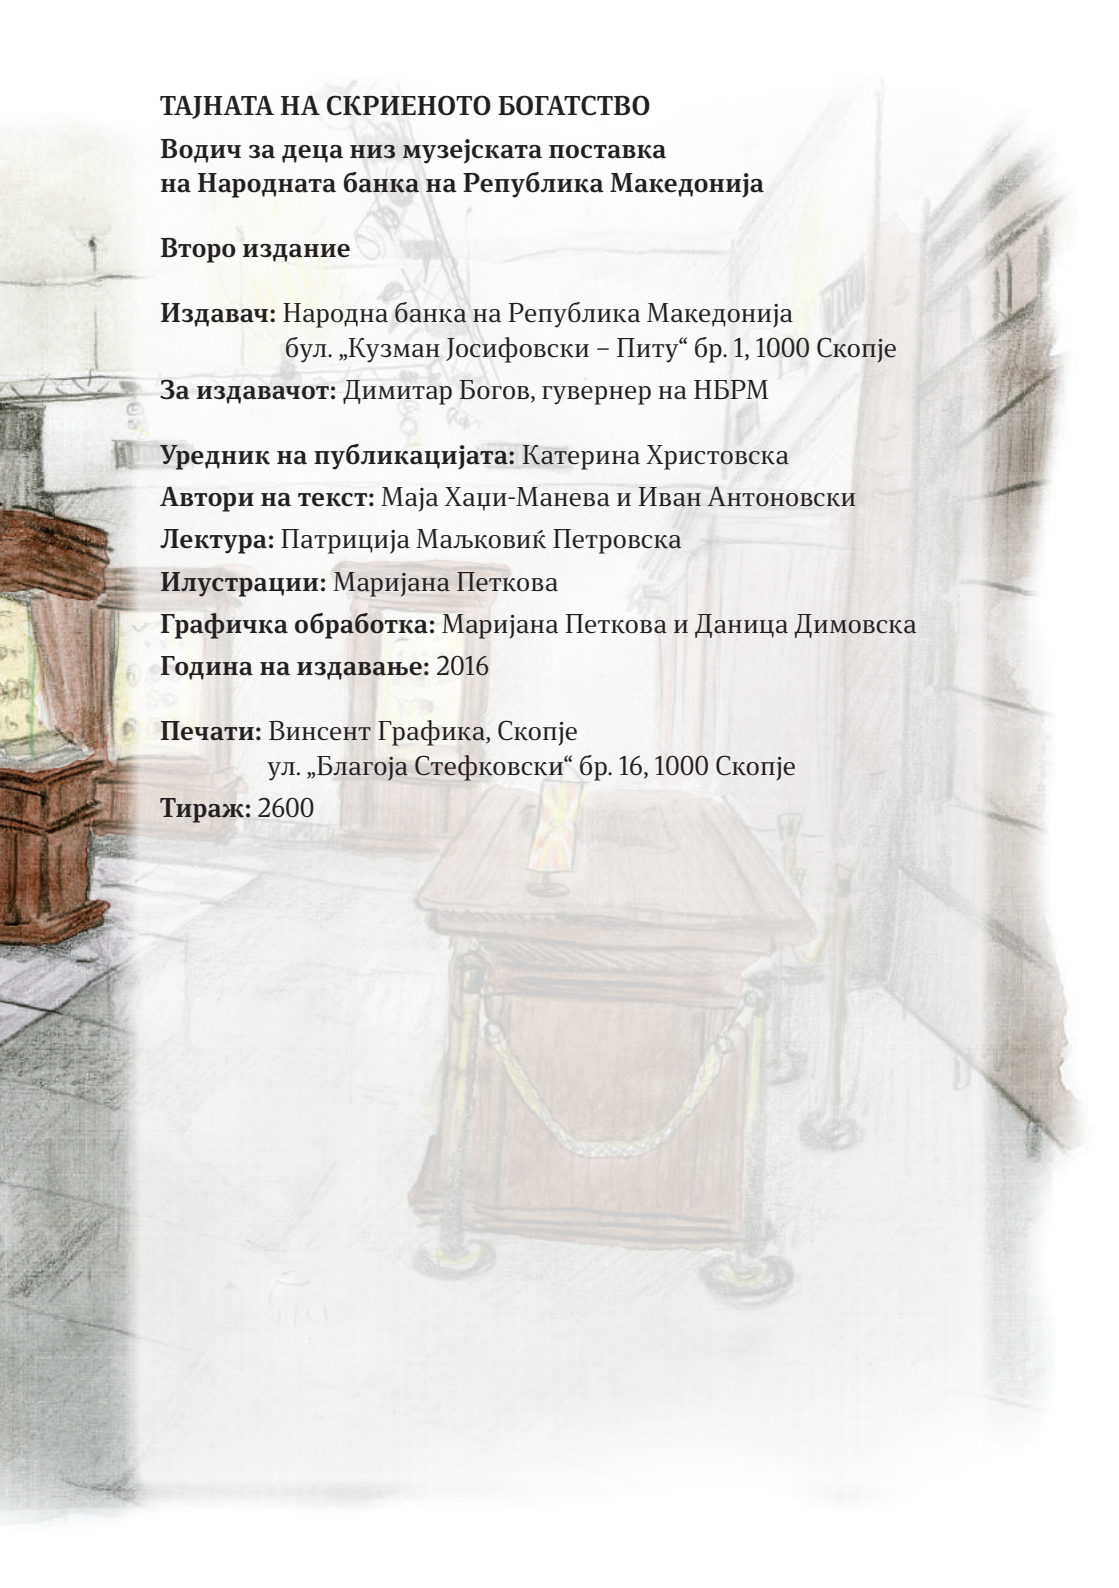 ТАЈНАТА НА СКРИЕНОТО БОГАТСТВО
Водич за деца низ музејската поставка
на Народната банка на Република Македонија
Второ издание
Издавач: Народна банка на Република Македонија
бул. „Кузман Јосифовски – Питу“ бр. 1, 1000 Скопје
За издавачот: Димитар Богов, гувернер на НБРМ
Уредник на публикацијата: Катерина Христовска
Автори на текст: Маја Хаџи-Манева и Иван Антоновски
Лектура: Патриција Маљковиќ Петровска
Илустрации: Маријана Петкова
Графичка обработка: Маријана Петкова и Даница Димовска
Година на издавање: 2016
Печати: Винсент Графика, Скопје
ул. „Благоја Стефковски“ бр. 16, 1000 Скопје
Тираж: 2600